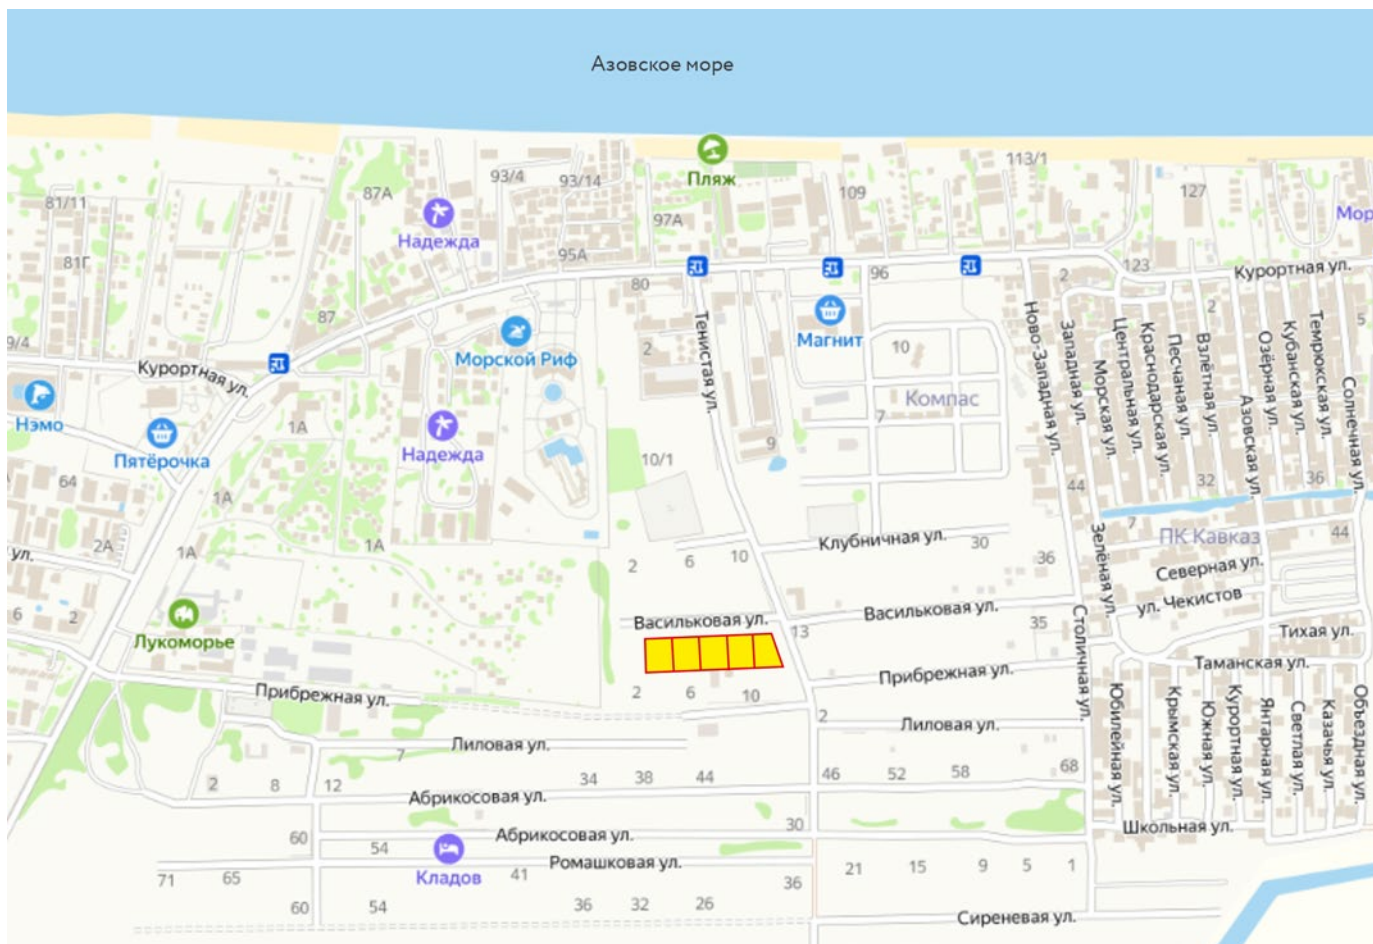 Азовское море
Пляж
113/1
93/4
93/14
87А
109
127
81/11
97А
Надежда
Мор
95А
81Г
123
Курортная ул.
96
2
80
87
2
5
9/4
Морской Риф
Магнит
10
2
Курортная ул.
Тенистая ул.
Ново-Западная ул.
Западная ул.
Морская ул.
Центральная ул.
Краснодарская ул.
Песчаная ул.
Взлётная ул.
Азовская ул.
Озёрная ул.
Кубанская ул.
Темрюкская ул.
Солнечная ул.
Компас
7
Нэмо
1А
9
Надежда
Пятёрочка
10/1
64
32
36
44
1А
7
ПК Кавказ
44
Клубничная ул.
30
Зелёная ул.
2А
1А
1А
ул.
2
6
10
36
Северная ул.
ул. Чекистов
6
2
Васильковая ул.
Васильковая ул.
13
35
Столичная ул.
Тихая ул.
Лукоморье
Таманская ул.
Прибрежная ул.
Прибрежная ул.
2
6
10
Юбилейная ул.
Крымская ул.
Южная ул.
Курортная ул.
Янтарная ул.
Светлая ул.
Казачья ул.
Объездная ул.
2
Лиловая ул.
Лиловая ул.
7
2
8
12
34
38
44
46
52
58
68
Абрикосовая ул.
30
Школьная ул.
60
54
Абрикосовая ул.
Ромашковая ул.
Кладов
71
65
41
36
21
15
9
5
1
60
54
36
32
26
Сиреневая ул.